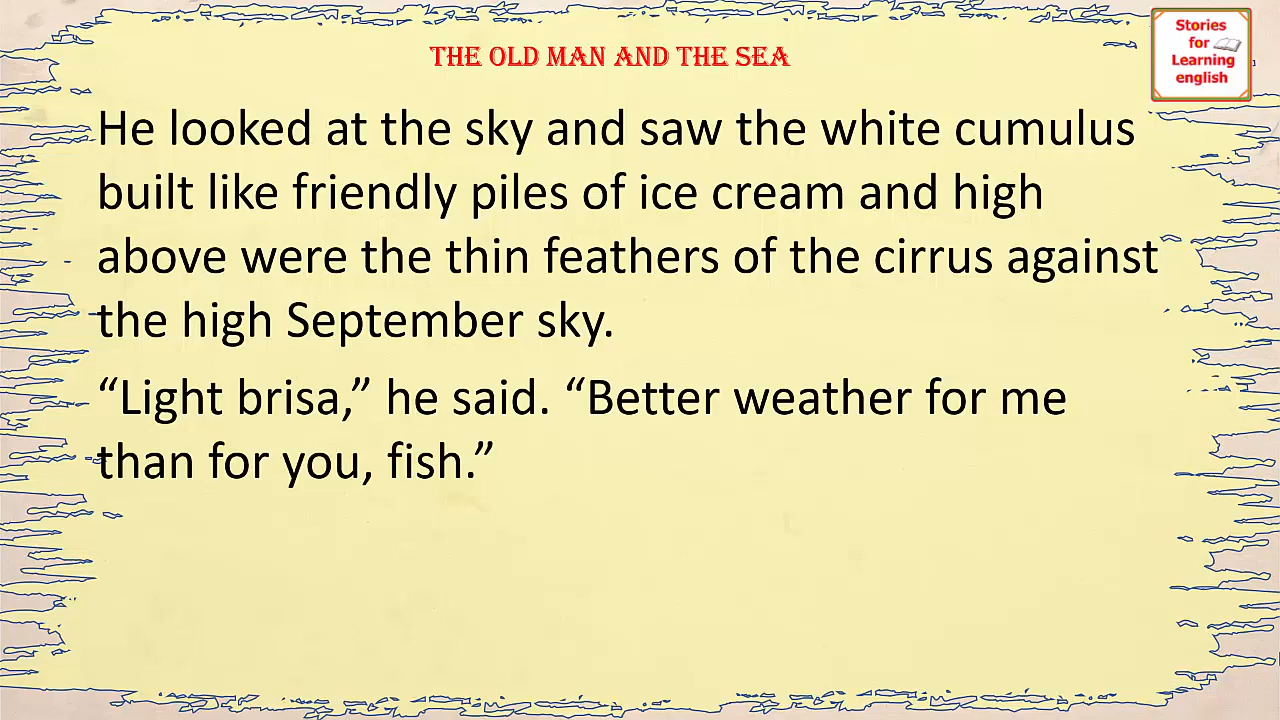 THE OLD MAN AND THE SEA
Stories
for
Learning
english
He looked at the sky and saw the white cumulus
built like friendly piles of ice cream and high
above were the thin feathers of the cirrus against
the high September sky.
“Light brisa,” he said. “Better weather for me
than for you, fish.”